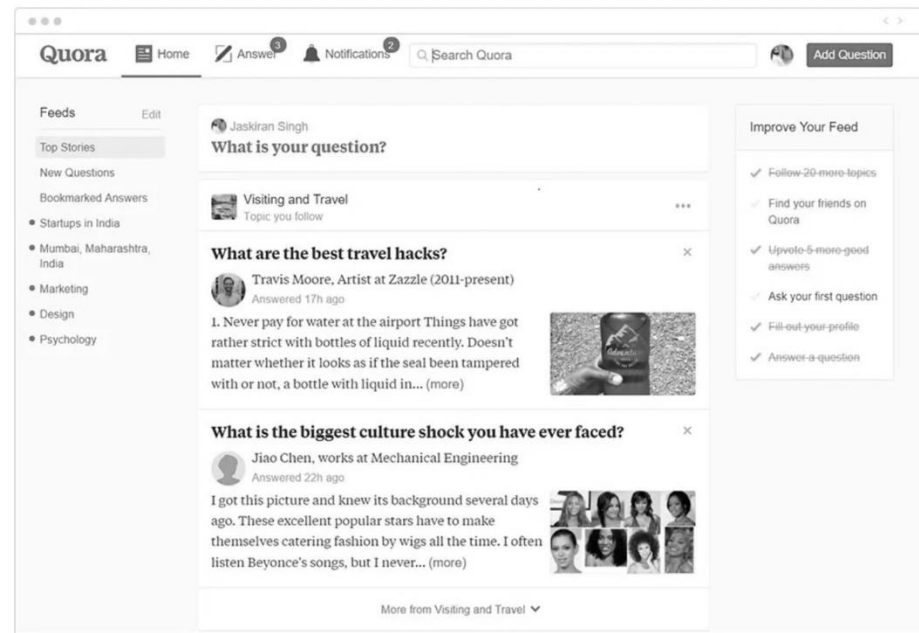 Quora
Home
Answer
3
Notifications
2
Search Quora
Add Question
Feeds
Edit
Top Stories
New Questions
Bookmarked Answers
Startups in India
Mumbai, Maharashtra,
India
Marketing
Design
Psychology
Jaskiran Singh
What is your question?
Visiting and Travel
Topic you follow
What are the best travel hacks?
Travis Moore, Artist at Zazzle (2011-present)
Answered 17h ago
1. Never pay for water at the airport Things have got
rather strict with bottles of liquid recently. Doesn't
matter whether it looks as if the seal been tampered
with or not, a bottle with liquid in... (more)
Adventure
What is the biggest culture shock you have ever faced?
Jiao Chen, works at Mechanical Engineering
Answered 22h ago
I got this picture and knew its background several days
ago. These excellent popular stars have to make
themselves catering fashion by wigs all the time. I often
listen Beyonce's songs, but I never... (more)
More from Visiting and Travel
Improve Your Feed
Follow 20 more topics
Find your friends on
Quora
Upvote 5 more good
answers
Ask your first question
Fill out your profile
Answer a question